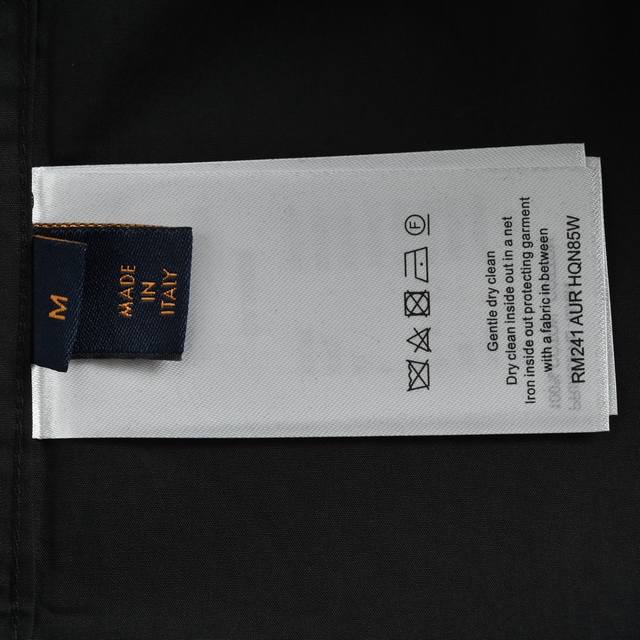 M
MADE
IN
ITALY
F
Gentle dry clean
Dry clean inside out in a net
Iron inside out protecting garment
with a fabric in between
RM241 AUR HQN85W